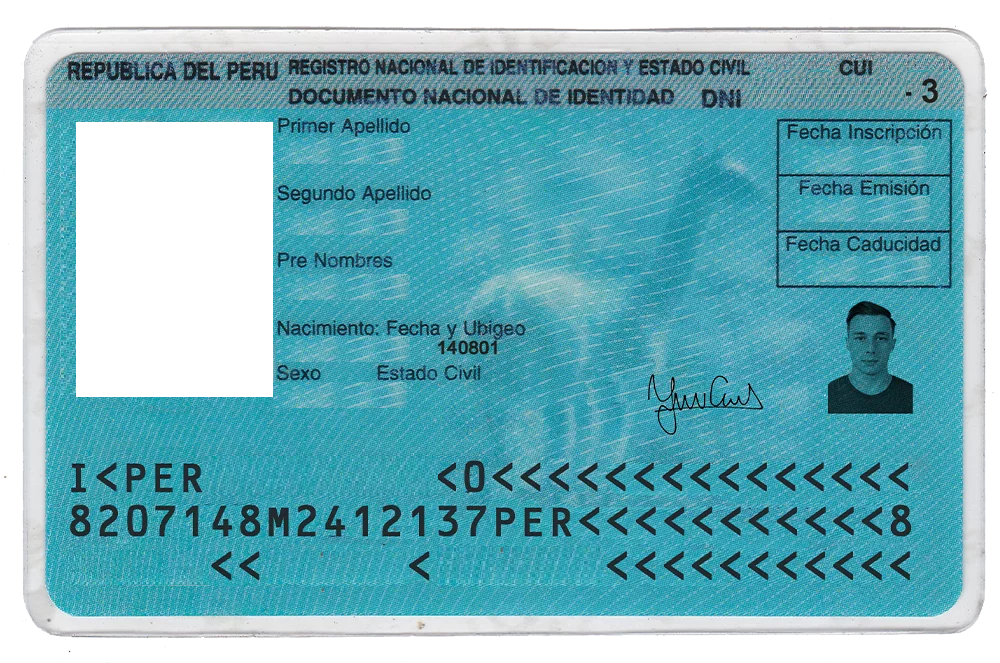 REPUBLICA DEL PERU REGISTRO NACIONAL DE IDENTIFICACION Y ESTADO CIVIL CUI
DOCUMENTO NACIONAL DE IDENTIDAD DNI - 3
Primer Apellido
Fecha Inscripción
Segundo Apellido
Fecha Emisión
Pre Nombres
Fecha Caducidad
Nacimiento: Fecha y Ubigeo
140801
Sexo Estado Civil
I<PER <0<<<<<<<<<<<<<<<
8207148M2412137PER<<<<<<<<<<<8
<< < <<<<<<<<<<<